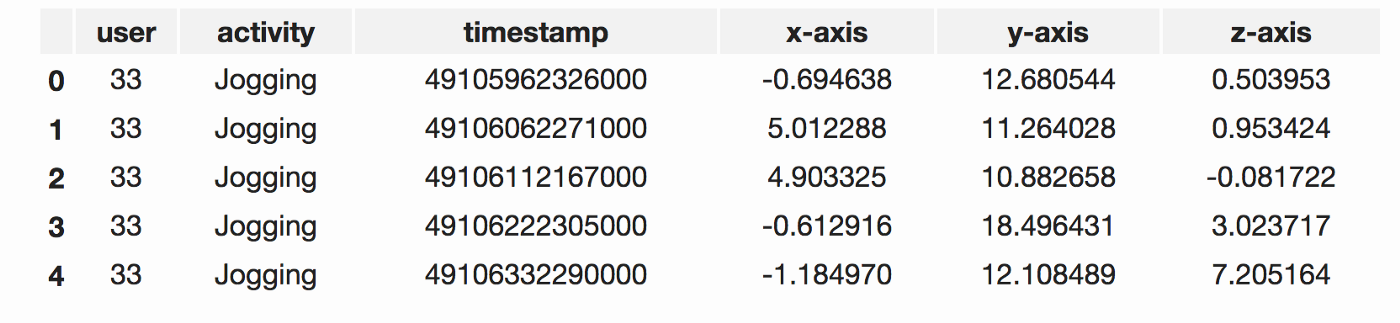 user activity timestamp x-axis y-axis z-axis
0 33 Jogging 49105962326000 -0.694638 12.680544 0.503953
1 33 Jogging 49106062271000 5.012288 11.264028 0.953424
2 33 Jogging 49106112167000 4.903325 10.882658 -0.081722
3 33 Jogging 49106222305000 -0.612916 18.496431 3.023717
4 33 Jogging 49106332290000 -1.184970 12.108489 7.205164